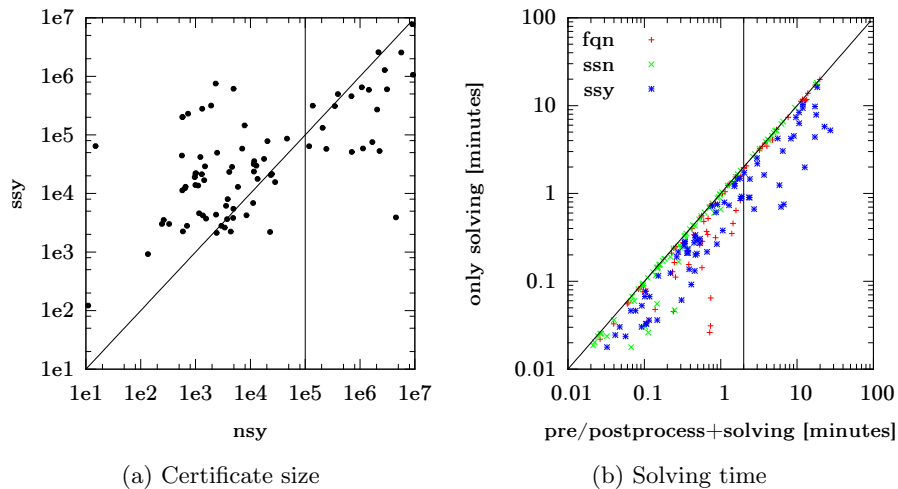 1e7
1e6
1e5
1e4
1e3
1e2
1e1
ssy
1e1 1e2 1e3 1e4 1e5 1e6 1e7
nsy
(a) Certificate size
100
10
1
0.1
0.01
only solving [minutes]
fqn
ssn
ssy
0.01 0.1 1 10 100
pre/postprocess+solving [minutes]
(b) Solving time